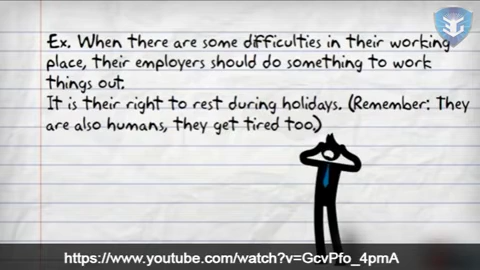 Ex. When there are some difficulties in their working
place, their employers should do something to work
things out.
It is their right to rest during holidays. (Remember: They
are also humans, they get tired too.)
https://www.youtube.com/watch?v=GcvPfo_4pmA